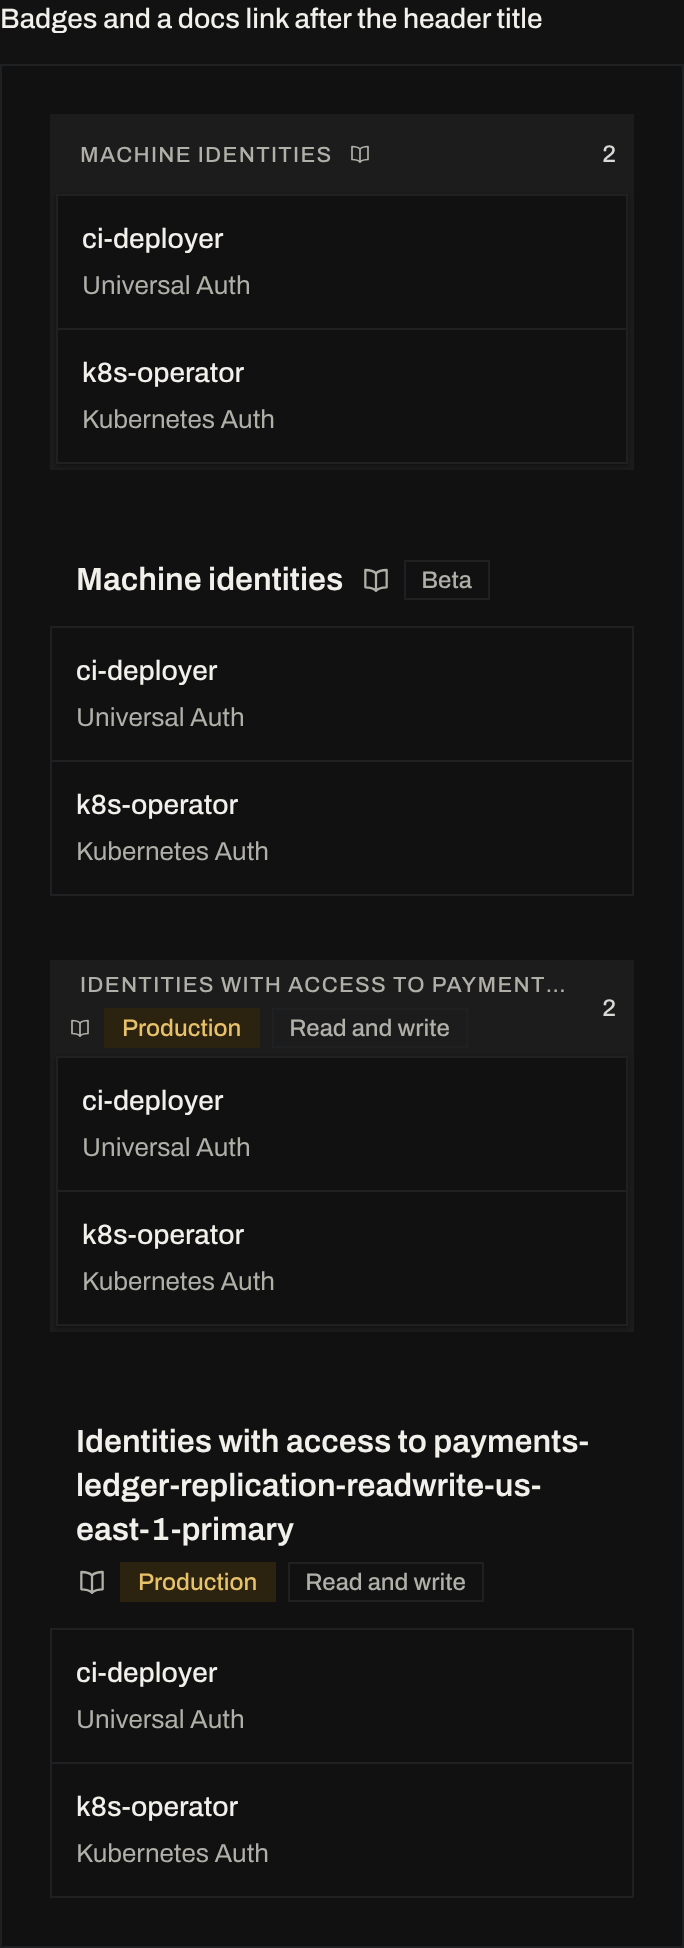 Badges and a docs link after the header title
MACHINE IDENTITIES 2
ci-deployer
Universal Auth
k8s-operator
Kubernetes Auth
Machine identities Beta
ci-deployer
Universal Auth
k8s-operator
Kubernetes Auth
IDENTITIES WITH ACCESS TO PAYMENT...
2
Production Read and write
ci-deployer
Universal Auth
k8s-operator
Kubernetes Auth
Identities with access to payments-
ledger-replication-readwrite-us-
east-1-primary
Production Read and write
ci-deployer
Universal Auth
k8s-operator
Kubernetes Auth